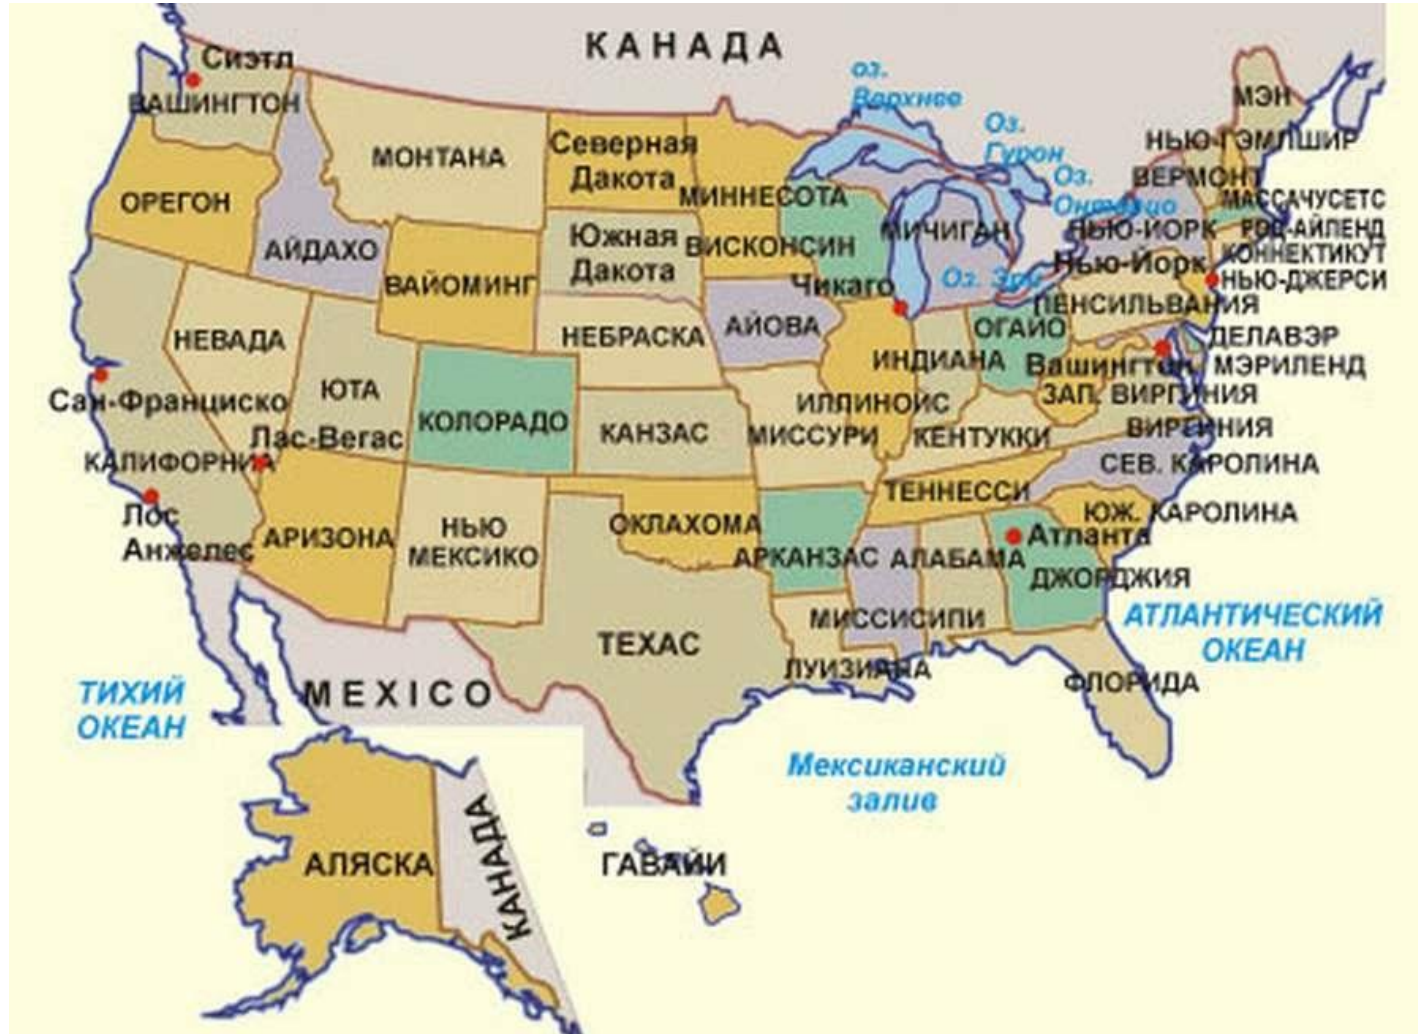 КАНАДА
Сиэтл
ВАШИНГТОН
оз.
Верхнее
Оз.
Гурон
Оз.
Онтарио
МЭН
НЬЮ-ГЭМПШИР
ВЕРМОНТ
МАССАЧУСЕТС
НЬЮ-ЙОРК
РОД-АЙЛЕНД
КОННЕКТИКУТ
Нью-Йорк
НЬЮ-ДЖЕРСИ
МОНТАНА
Северная
Дакота
МИННЕСОТА
ОРЕГОН
АЙДАХО
Южная
Дакота
ВИСКОНСИН
МИЧИГАН
ВАЙОМИНГ
Чикаго
Оз. Эри
ПЕНСИЛЬВАНИЯ
НЕВАДА
НЕБРАСКА
АЙОВА
ОГАЙО
ДЕЛАВЭР
ИНДИАНА
Вашингтон
МЭРИЛЕНД
Сан-Франциско
ЮТА
КОЛОРАДО
КАНЗАС
ИЛЛИНОИС
ЗАП. ВИРГИНИЯ
МИССУРИ
КЕНТУККИ
ВИРГИНИЯ
Лас-Вегас
КАЛИФОРНИЯ
СЕВ. КАРОЛИНА
ТЕННЕССИ
Лос
Анжелес
АРИЗОНА
НЬЮ
МЕКСИКО
ОКЛАХОМА
ЮЖ. КАРОЛИНА
Атланта
АРКАНЗАС
АЛАБАМА
ДЖОРДЖИЯ
МИССИСИПИ
АТЛАНТИЧЕСКИЙ
ОКЕАН
ТЕХАС
ЛУИЗИАНА
ФЛОРИДА
ТИХИЙ
ОКЕАН
MEXICO
Мексиканский
залив
АЛЯСКА
КАНАДА
ГАВАЙИ